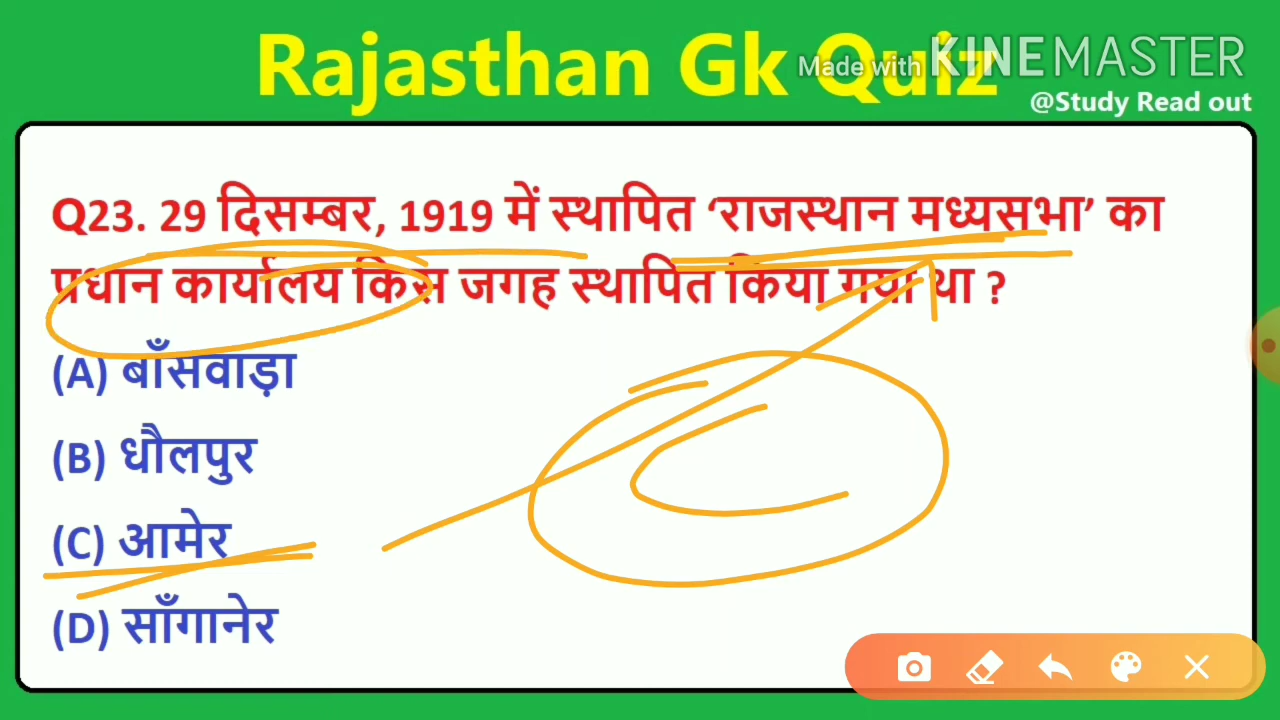 Rajasthan Gk Quiz
Made with KINEMASTER
@Study Read out
Q23. 29 दिसम्बर, 1919 में स्थापित ‘राजस्थान मध्यसभा’ का
प्रधान कार्यालय किस जगह स्थापित किया गया था ?
(A) बाँसवाड़ा
(B) धौलपुर
(C) आमेर
(D) साँगानेर
C